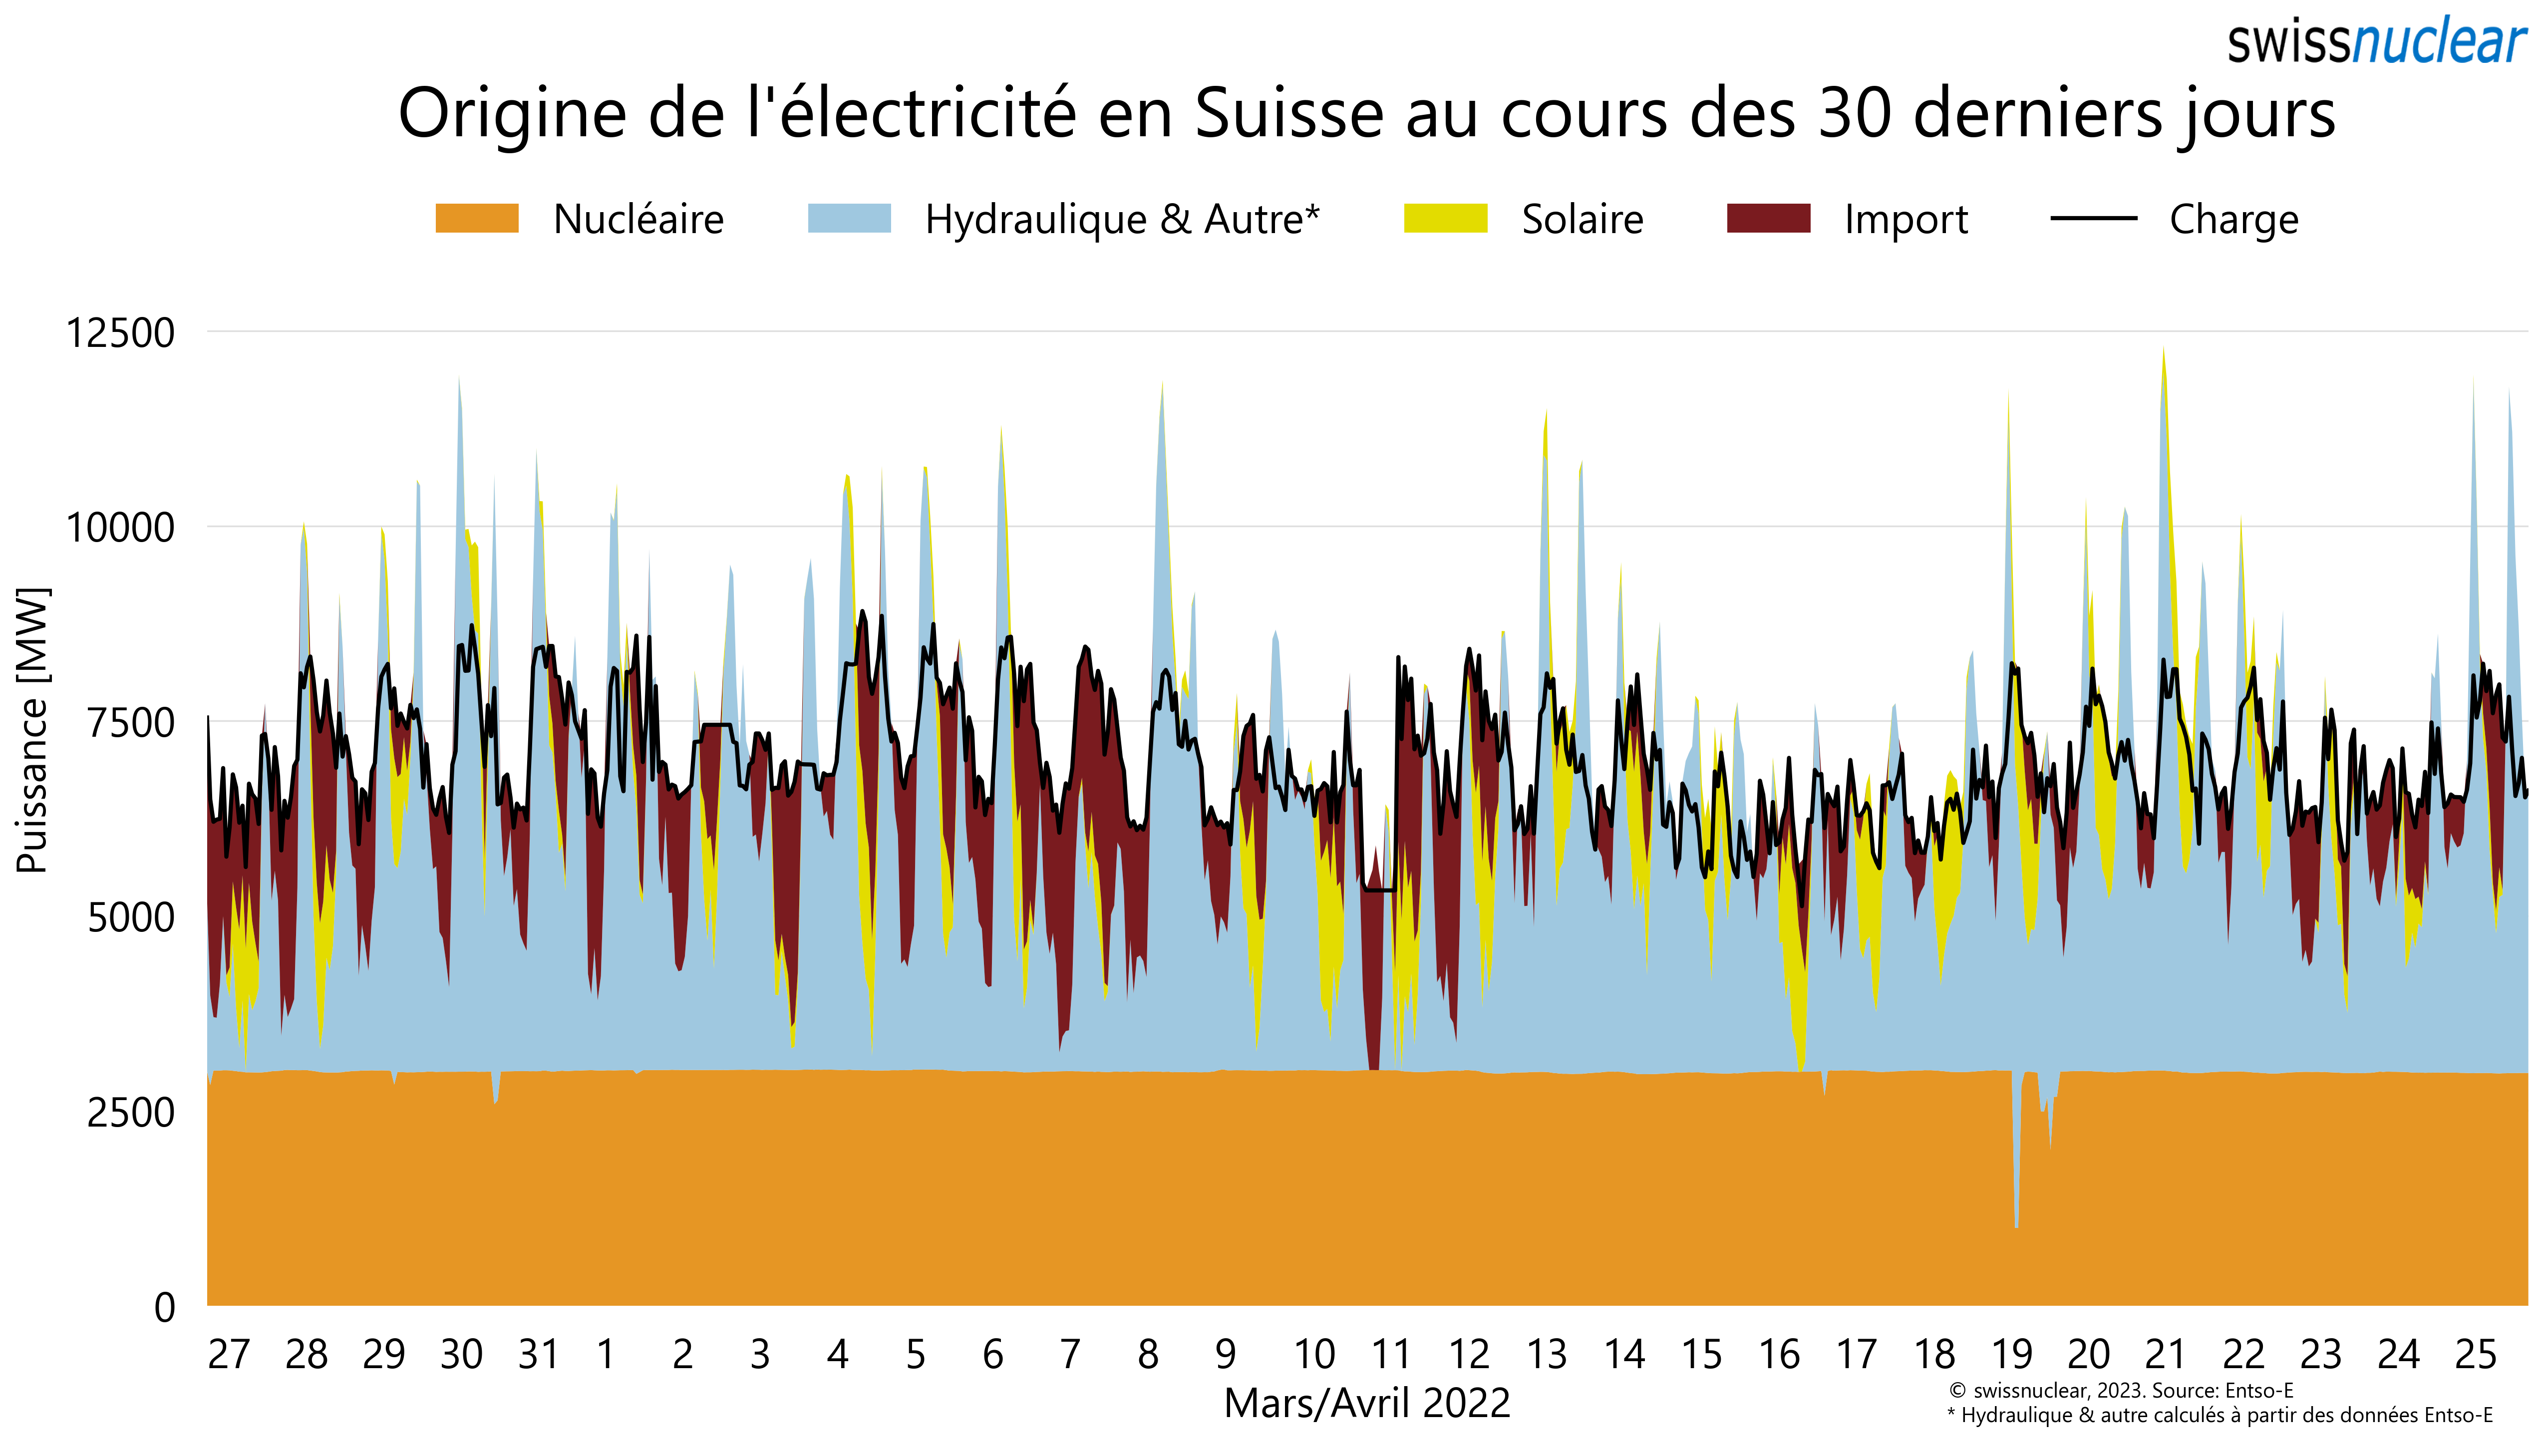 swissnuclear
Origine de l'électricité en Suisse au cours des 30 derniers jours
Nucléaire Hydraulique & Autre* Solaire Import Charge
12500
10000
7500
5000
2500
0
Puissance [MW]
27 28 29 30 31 1 2 3 4 5 6 7 8 9 10 11 12 13 14 15 16 17 18 19 20 21 22 23 24 25
Mars/Avril 2022
© swissnuclear, 2023. Source: Entso-E
* Hydraulique & autre calculés à partir des données Entso-E